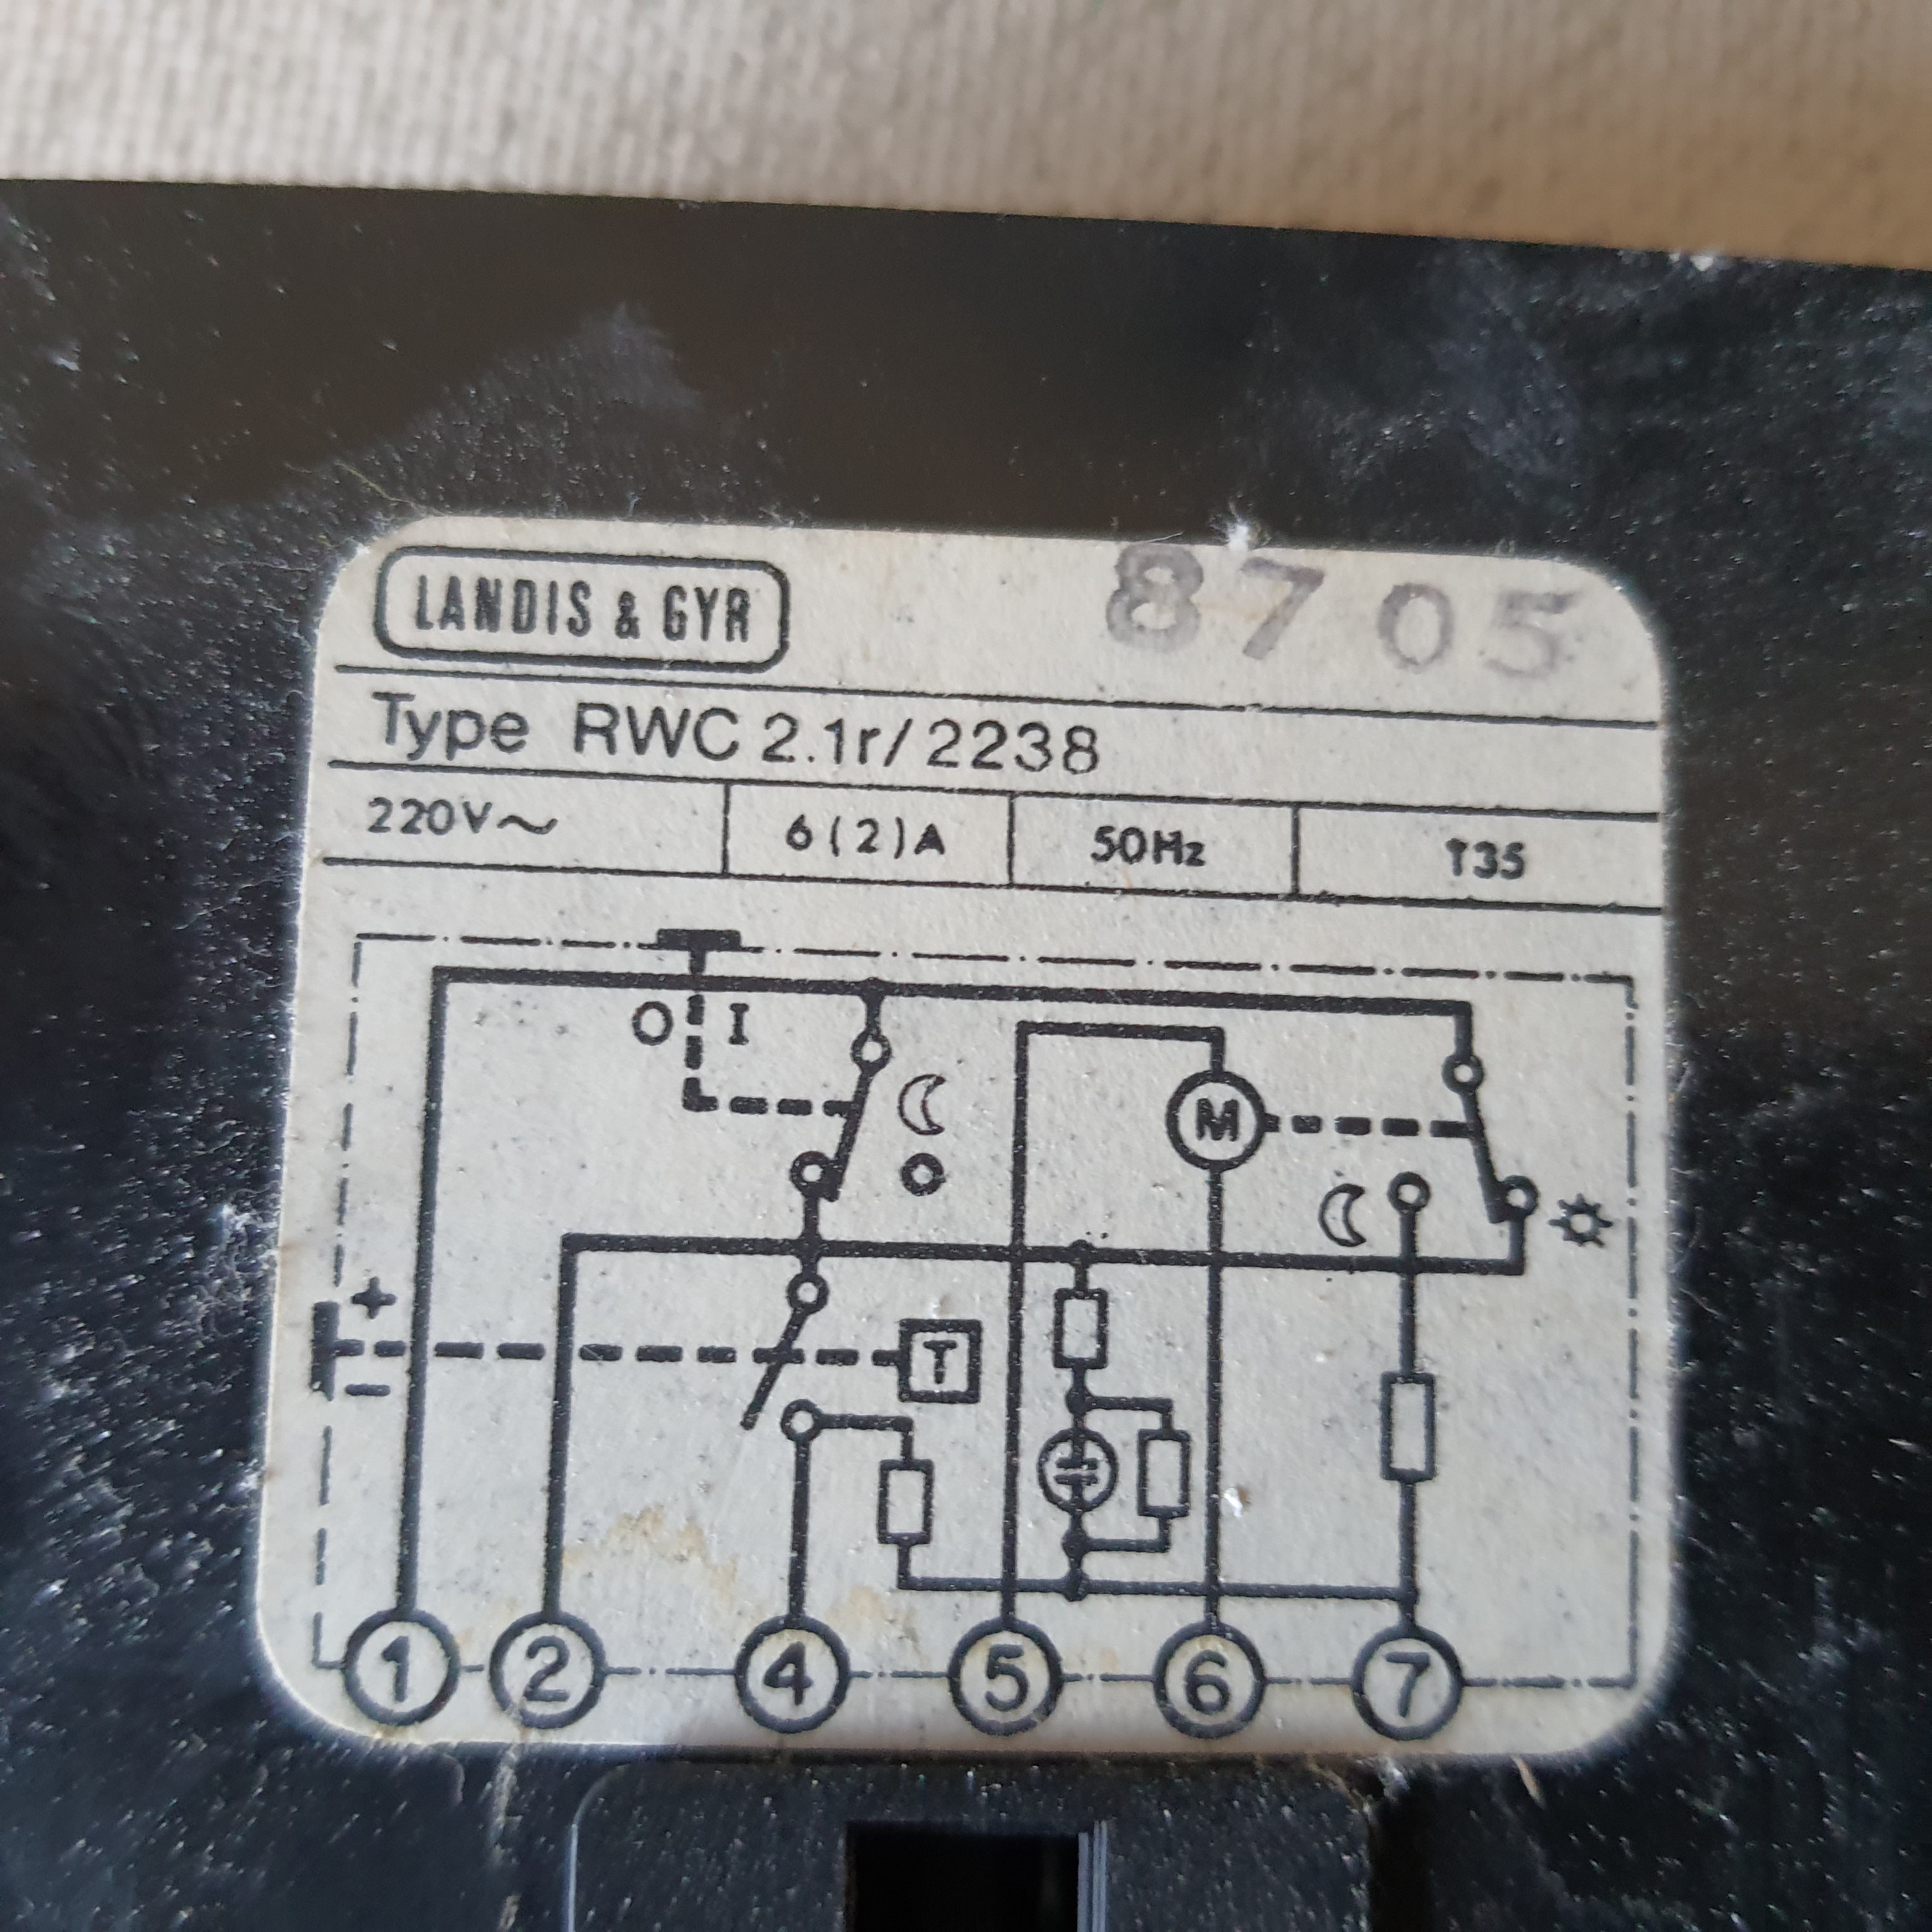 LANDIS & GYR 8705
Type RWC 2.1r/2238
220V~ 6(2)A 50Hz T35
O I
M
+
T
−
1 2 4 5 6 7